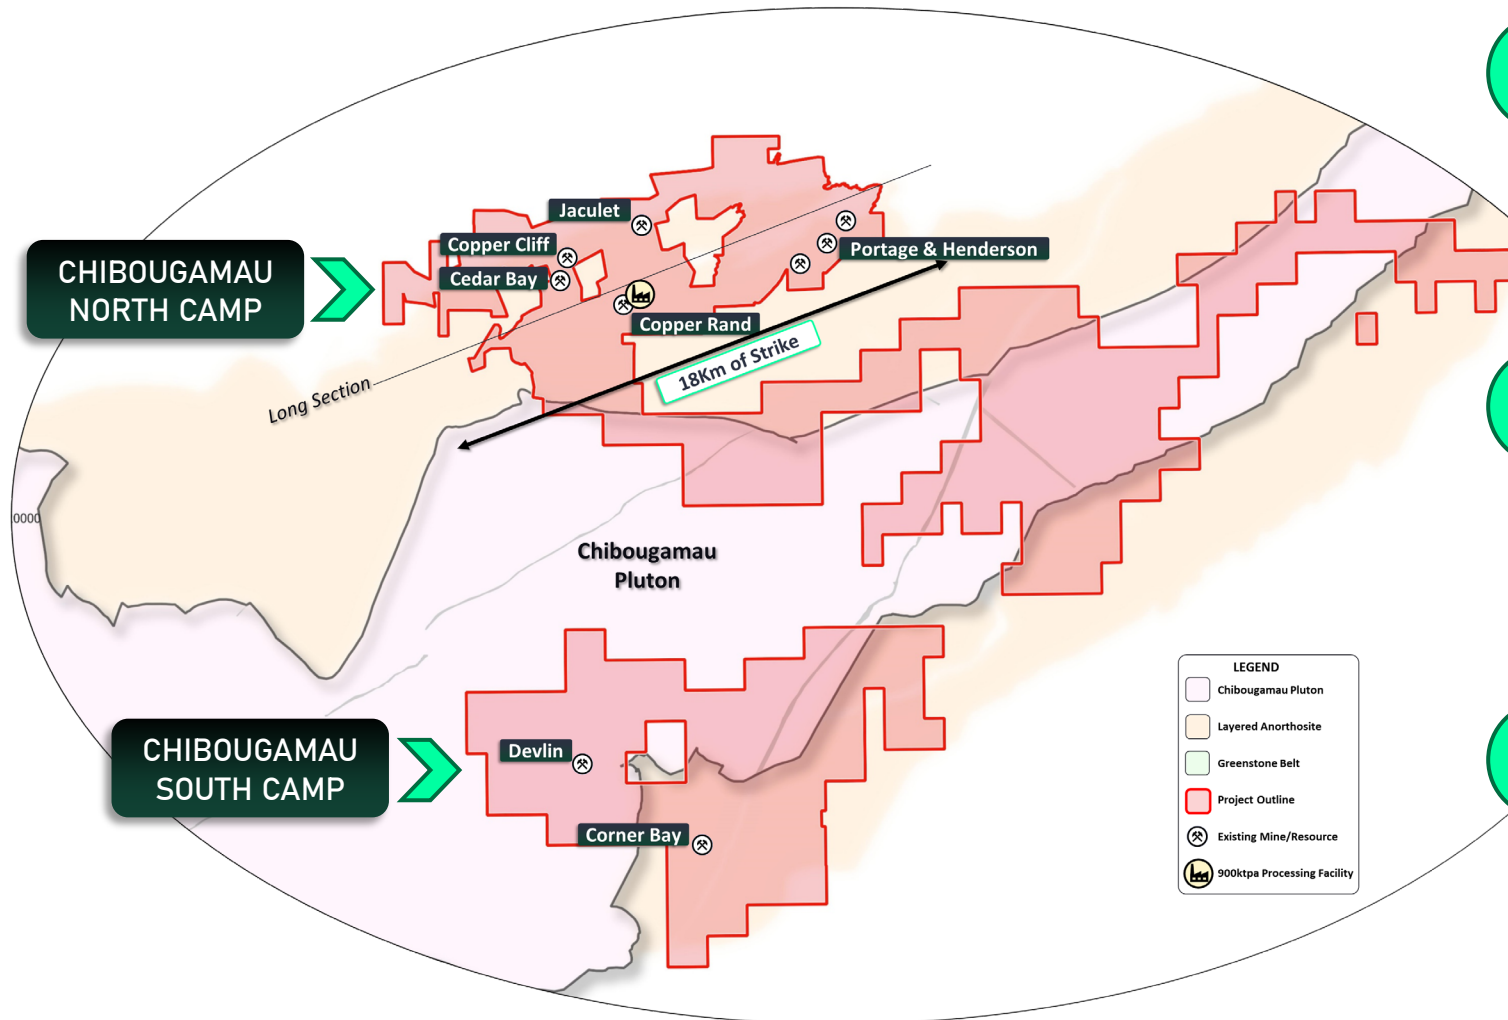 CHIBOUGAMAU
NORTH CAMP
Jaculet
Copper Cliff
Cedar Bay
Portage & Henderson
Copper Rand
18Km of Strike
Long Section
0000
Chibougamau
Pluton
CHIBOUGAMAU
SOUTH CAMP
Devlin
Corner Bay
LEGEND
Chibougamau Pluton
Layered Anorthosite
Greenstone Belt
Project Outline
Existing Mine/Resource
900ktpa Processing Facility